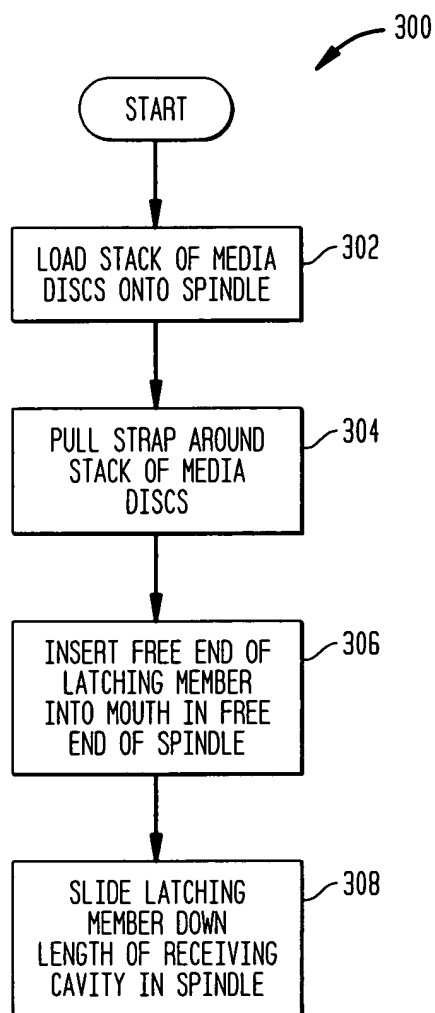 300
START
LOAD STACK OF MEDIA
DISCS ONTO SPINDLE
302
PULL STRAP AROUND
STACK OF MEDIA
DISCS
304
INSERT FREE END OF
LATCHING MEMBER
INTO MOUTH IN FREE
END OF SPINDLE
306
SLIDE LATCHING
MEMBER DOWN
LENGTH OF RECEIVING
CAVITY IN SPINDLE
308